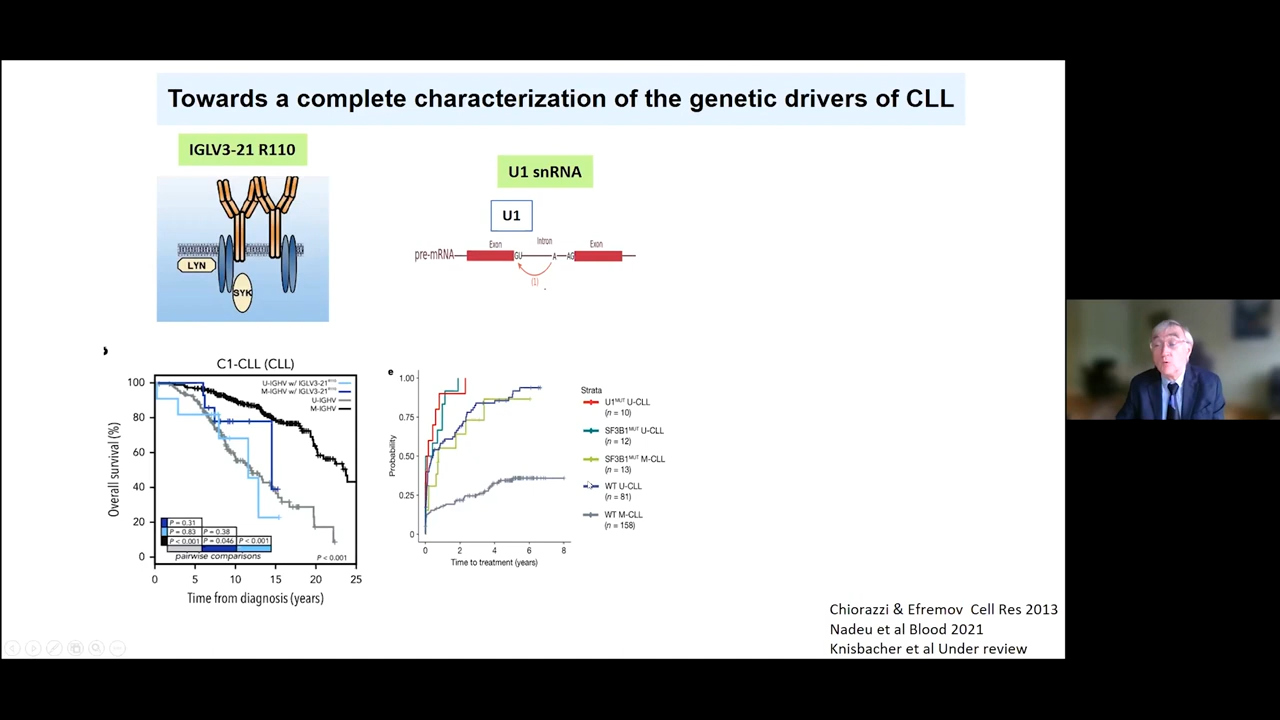 Towards a complete characterization of the genetic drivers of CLL
IGLV3-21 R110
LYN
SYK
U1 snRNA
U1
pre-mRNA
Exon
GU
Intron
A
AG
Exon
(1)
C1-CLL (CLL)
U-IGHV w/ IGLV3-21
M-IGHV w/ IGLV3-21
U-IGHV
M-IGHV
Overall survival (%)
100
80
60
40
20
0
P = 0.31
P = 0.83 P = 0.38
P < 0.001 P = 0.046 P < 0.001
pairwise comparisons
P < 0.001
0 5 10 15 20 25
Time from diagnosis (years)
e
Probability
1.00
0.75
0.50
0.25
0
0 2 4 6 8
Time to treatment (years)
Strata
U1MUT U-CLL
(n = 10)
SF3B1MUT U-CLL
(n = 12)
SF3B1MUT M-CLL
(n = 13)
WT U-CLL
(n = 81)
WT M-CLL
(n = 158)
Chiorazzi & Efremov Cell Res 2013
Nadeu et al Blood 2021
Knisbacher et al Under review